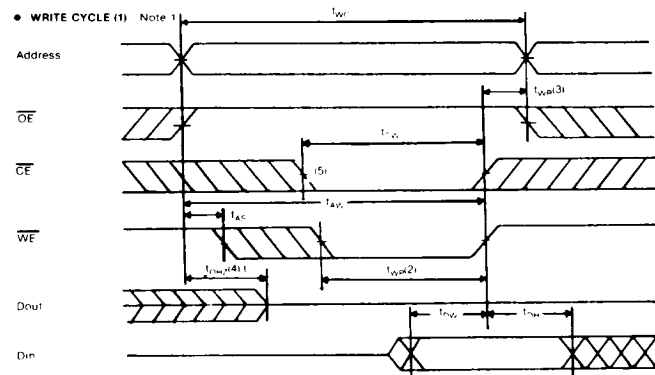 • WRITE CYCLE (1) Note 1
tWC
Address
tWR(3)
OE
tCW
CE
(5)
tAW
tAS
WE
tOHZ(4)
tWP(2)
Dout
tDW
tDH
Din